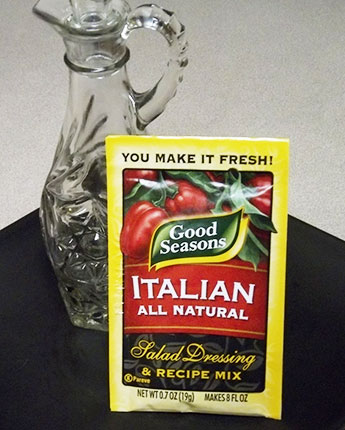 YOU MAKE IT FRESH!
Good
Seasons
ITALIAN
ALL NATURAL
Salad Dressing
& RECIPE MIX
K Pareve
NET WT 0.7 OZ (19g) MAKES 8 FL OZ